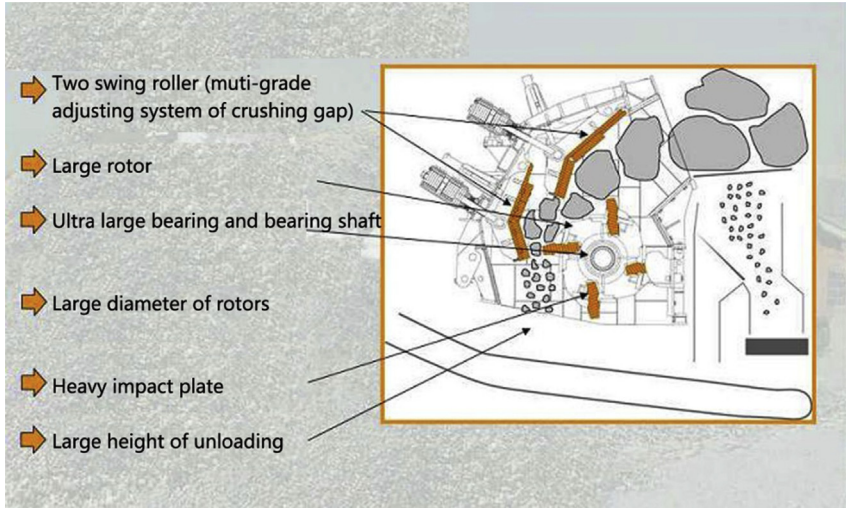 Two swing roller (muti-grade
adjusting system of crushing gap)
Large rotor
Ultra large bearing and bearing shaft
Large diameter of rotors
Heavy impact plate
Large height of unloading